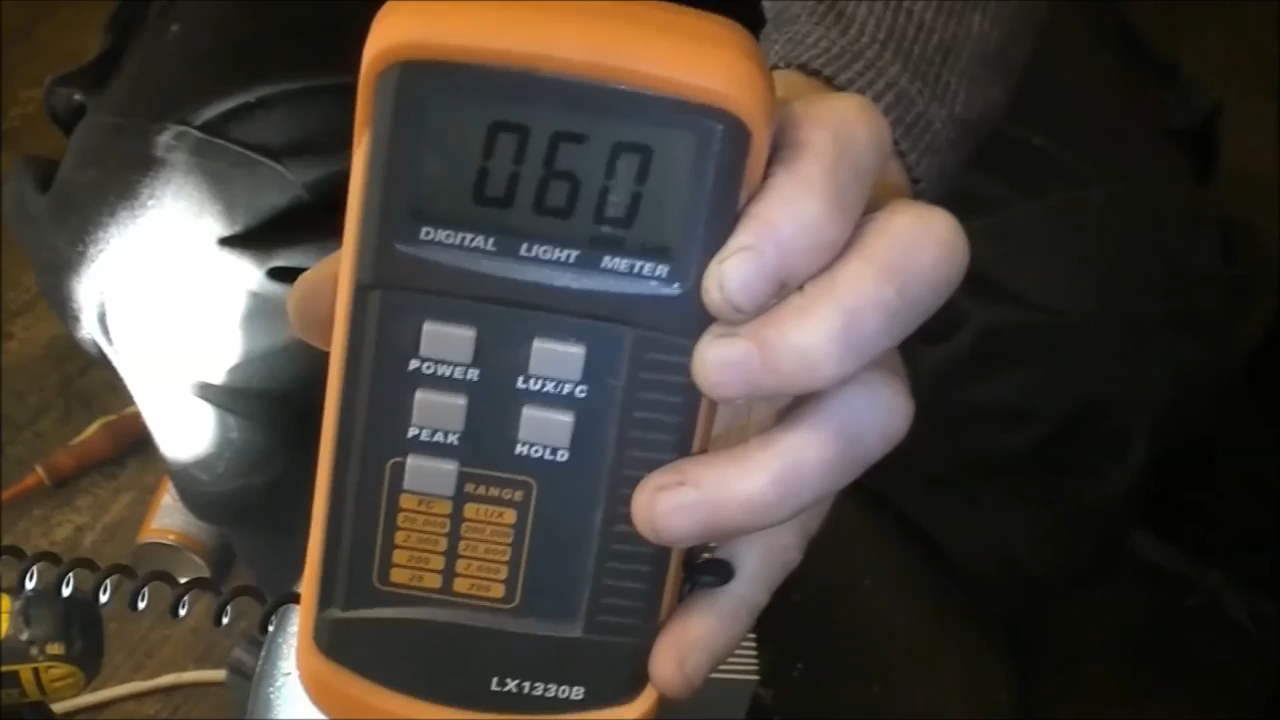 060
DIGITAL LIGHT METER
POWER LUX/FC
PEAK HOLD
RANGE
FC LUX
20,000 200,000
2,000 20,000
200 2,000
20 200
LX1330B